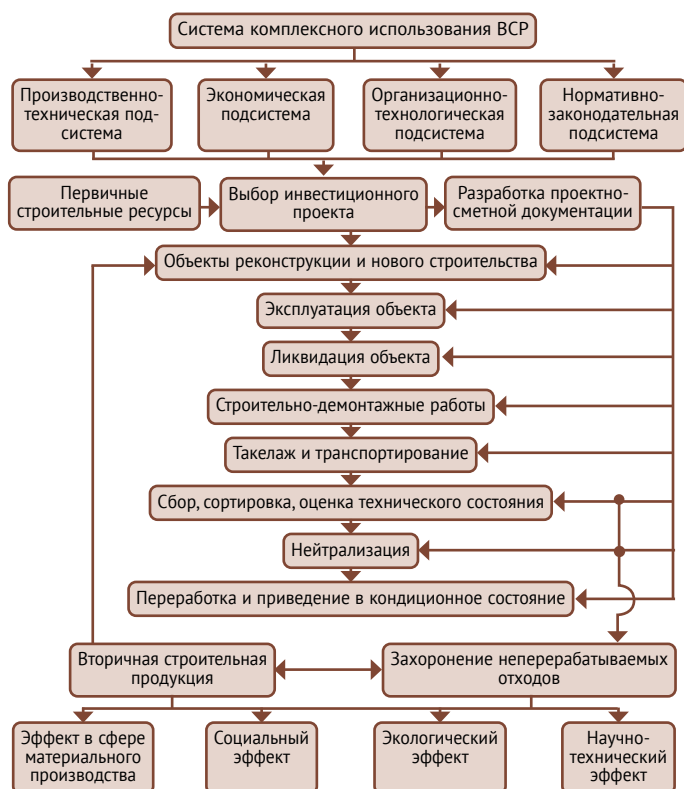 Система комплексного использования ВСР
Производственно-
техническая под-
система
Экономическая
подсистема
Организационно-
технологическая
подсистема
Нормативно-
законодательная
подсистема
Первичные
строительные ресурсы
Выбор инвестиционного
проекта
Разработка проектно-
сметной документации
Объекты реконструкции и нового строительства
Эксплуатация объекта
Ликвидация объекта
Строительно-демонтажные работы
Такелаж и транспортирование
Сбор, сортировка, оценка технического состояния
Нейтрализация
Переработка и приведение в кондиционное состояние
Вторичная строительная
продукция
Захоронение неперерабатываемых
отходов
Эффект в сфере
материального
производства
Социальный
эффект
Экологический
эффект
Научно-
технический
эффект